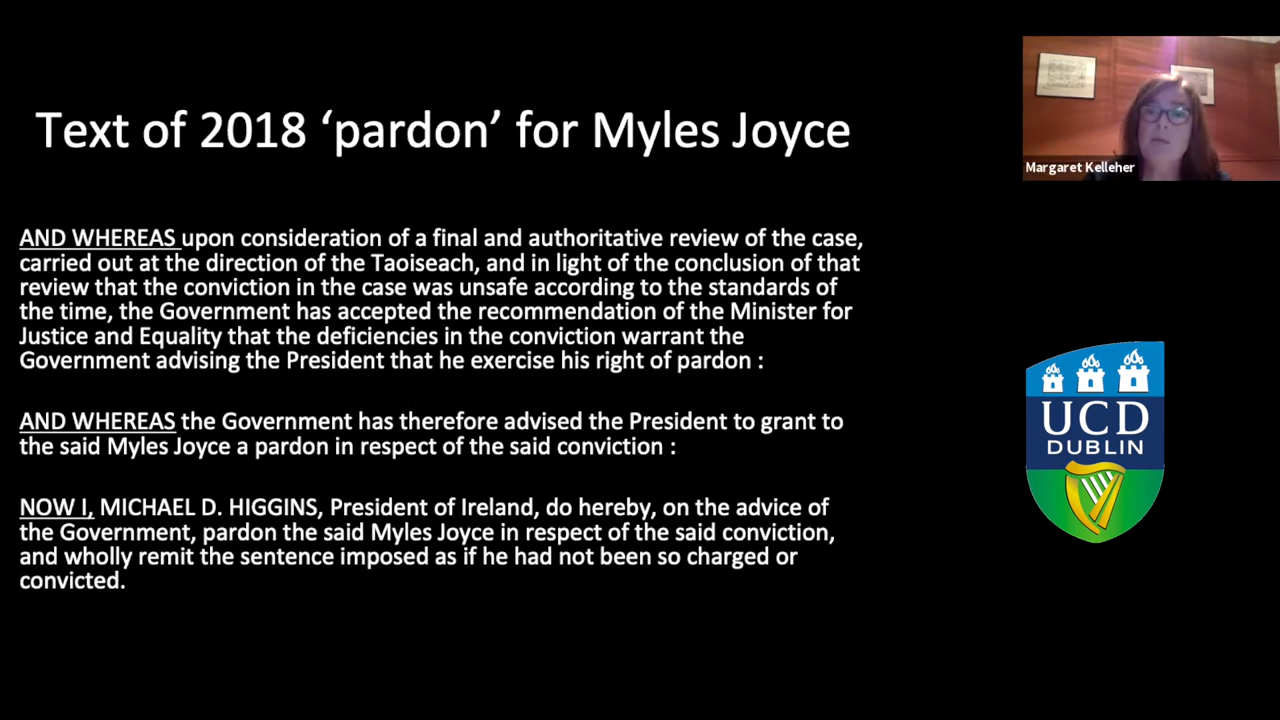 Text of 2018 ‘pardon’ for Myles Joyce
Margaret Kelleher
AND WHEREAS upon consideration of a final and authoritative review of the case,
carried out at the direction of the Taoiseach, and in light of the conclusion of that
review that the conviction in the case was unsafe according to the standards of
the time, the Government has accepted the recommendation of the Minister for
Justice and Equality that the deficiencies in the conviction warrant the
Government advising the President that he exercise his right of pardon :
AND WHEREAS the Government has therefore advised the President to grant to
the said Myles Joyce a pardon in respect of the said conviction :
NOW I, MICHAEL D. HIGGINS, President of Ireland, do hereby, on the advice of
the Government, pardon the said Myles Joyce in respect of the said conviction,
and wholly remit the sentence imposed as if he had not been so charged or
convicted.
UCD
DUBLIN